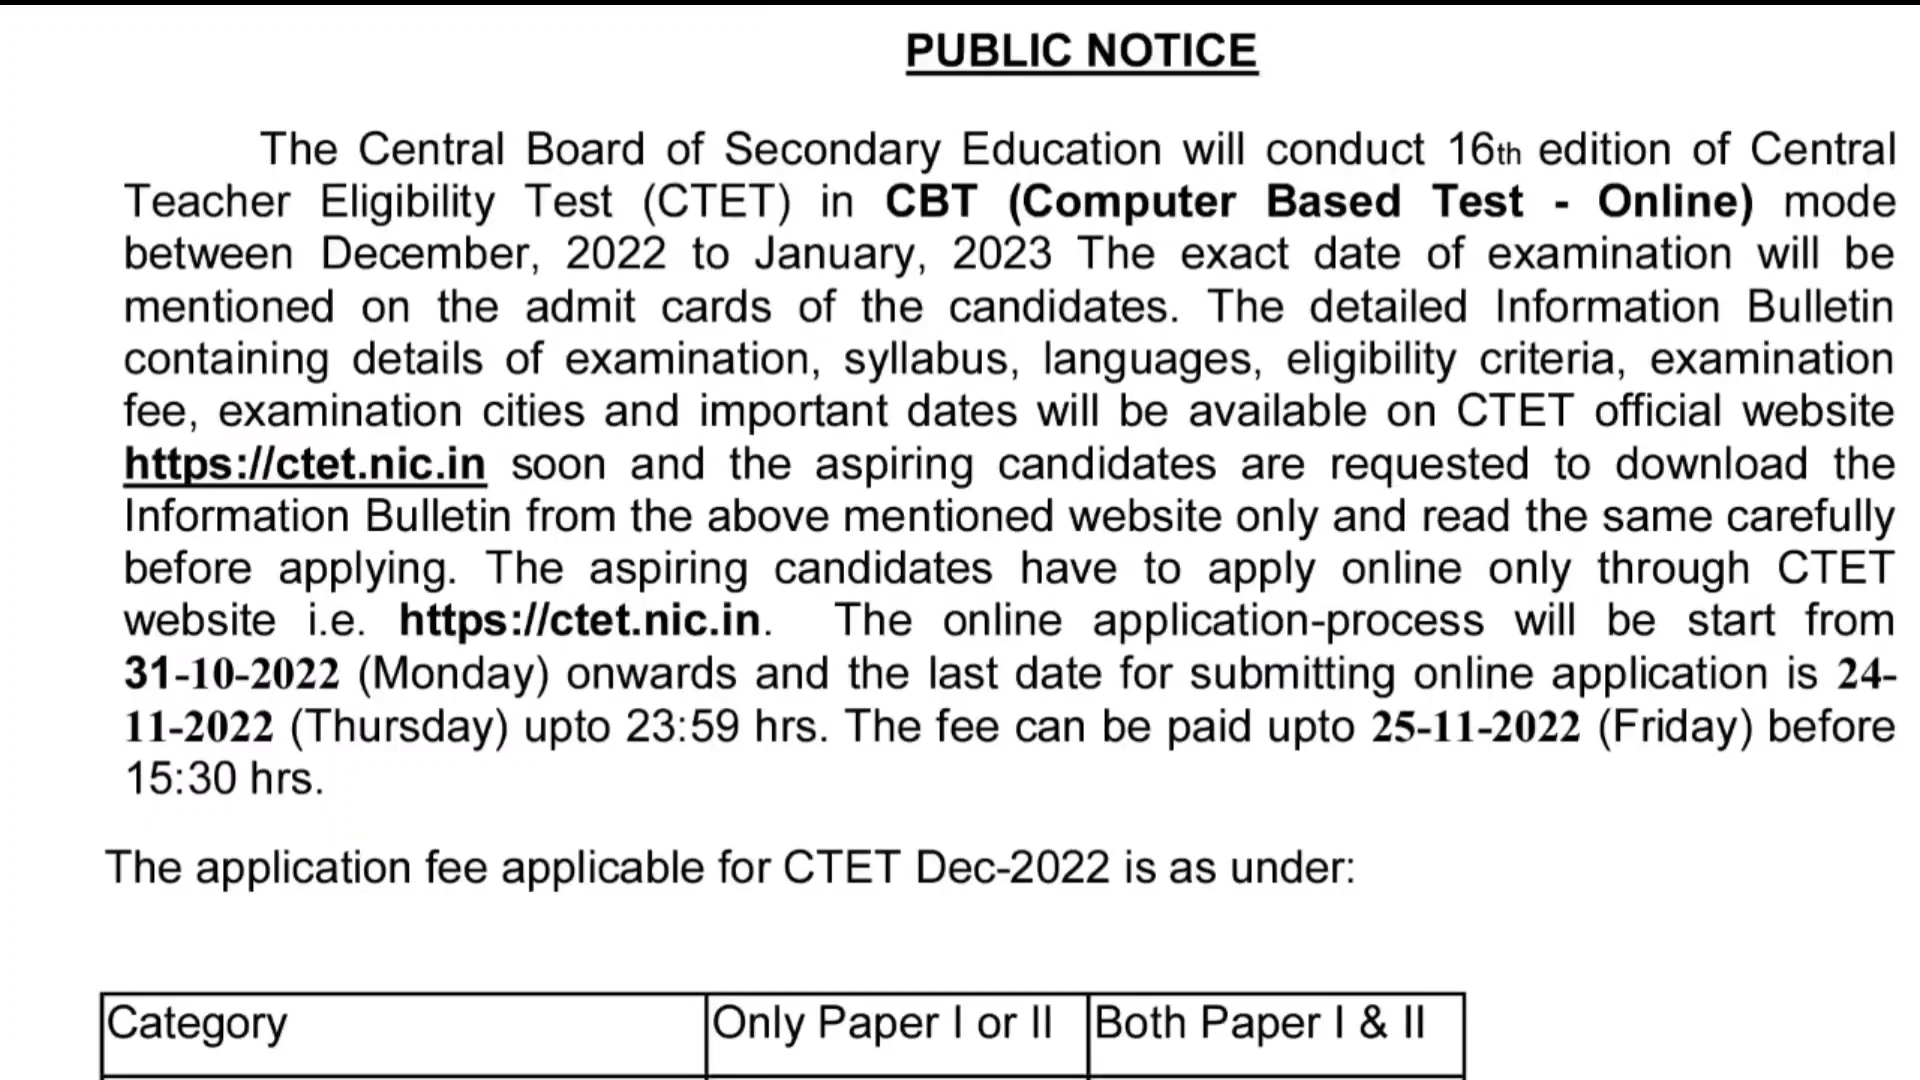 PUBLIC NOTICE
The Central Board of Secondary Education will conduct 16th edition of Central
Teacher Eligibility Test (CTET) in CBT (Computer Based Test - Online) mode
between December, 2022 to January, 2023 The exact date of examination will be
mentioned on the admit cards of the candidates. The detailed Information Bulletin
containing details of examination, syllabus, languages, eligibility criteria, examination
fee, examination cities and important dates will be available on CTET official website
https://ctet.nic.in soon and the aspiring candidates are requested to download the
Information Bulletin from the above mentioned website only and read the same carefully
before applying. The aspiring candidates have to apply online only through CTET
website i.e. https://ctet.nic.in. The online application-process will be start from
31-10-2022 (Monday) onwards and the last date for submitting online application is 24-
11-2022 (Thursday) upto 23:59 hrs. The fee can be paid upto 25-11-2022 (Friday) before
15:30 hrs.
The application fee applicable for CTET Dec-2022 is as under:
Category Only Paper I or II Both Paper I & II